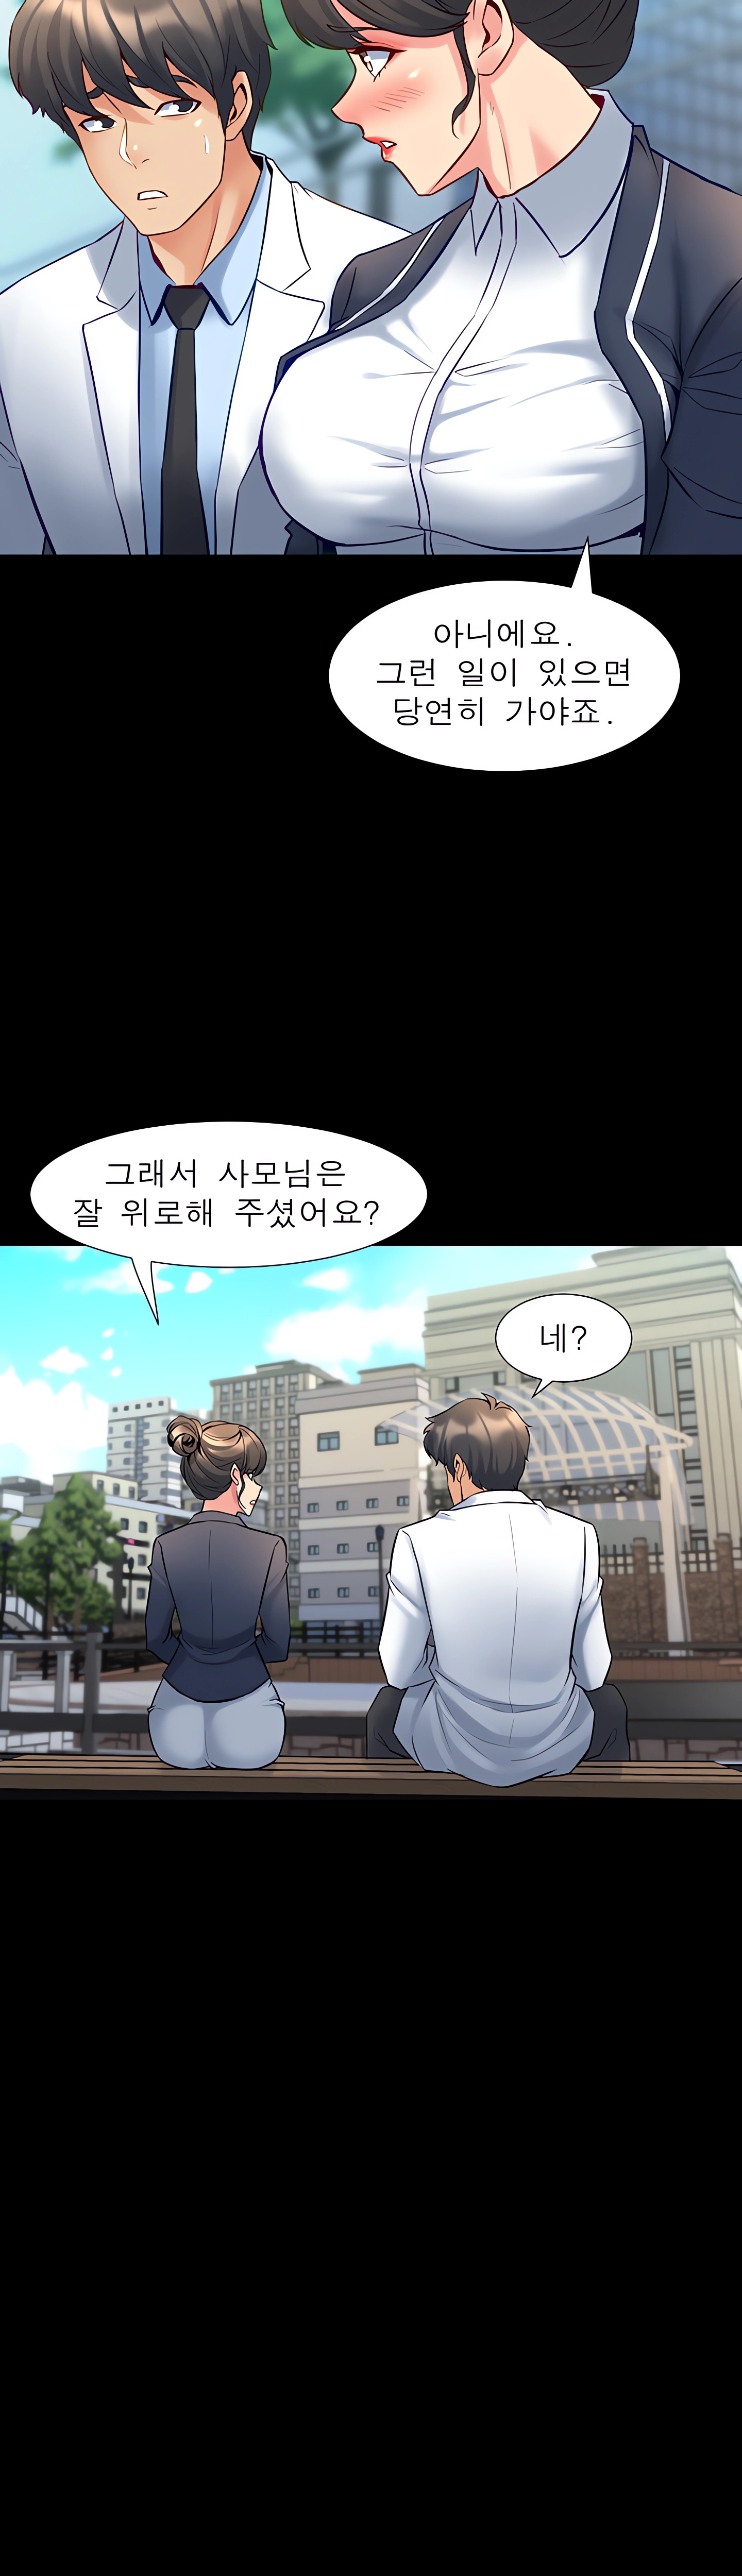 아니에요.
그런 일이 있으면
당연히 가야죠.
그래서 사모님은
잘 위로해 주셨어요?
네?